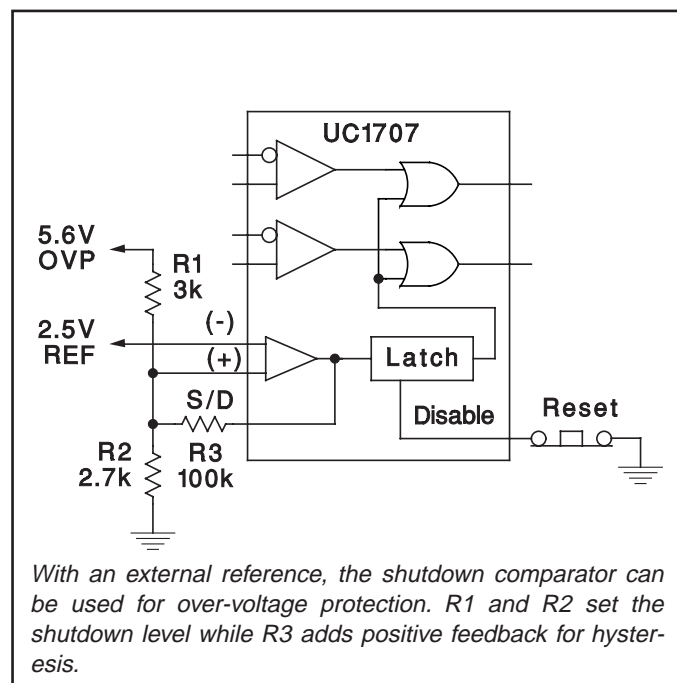 UC1707
5.6V
OVP
R1
3k
2.5V
REF
(-)
(+)
Latch
S/D
Disable
Reset
R2
2.7k
R3
100k
With an external reference, the shutdown comparator can
be used for over-voltage protection. R1 and R2 set the
shutdown level while R3 adds positive feedback for hyster-
esis.